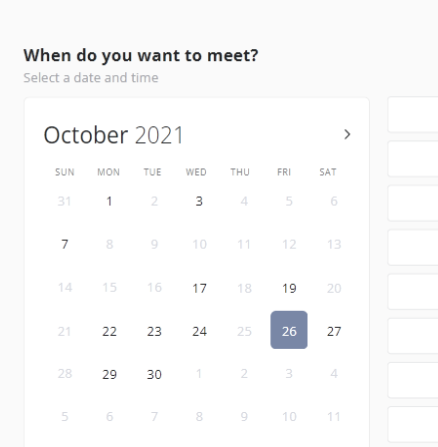 When do you want to meet?
Select a date and time
October 2021
SUN MON TUE WED THU FRI SAT
31 1 2 3 4 5 6
7 8 9 10 11 12 13
14 15 16 17 18 19 20
21 22 23 24 25 26 27
28 29 30 1 2 3 4
5 6 7 8 9 10 11